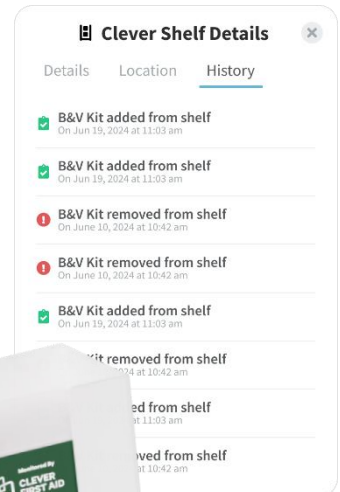 Clever Shelf Details
Details Location History
B&V Kit added from shelf
On Jun 19, 2024 at 11:03 am
B&V Kit added from shelf
On Jun 19, 2024 at 11:03 am
B&V Kit removed from shelf
On June 10, 2024 at 10:42 am
B&V Kit removed from shelf
On June 10, 2024 at 10:42 am
B&V Kit added from shelf
On Jun 19, 2024 at 11:03 am
Kit removed from shelf
at 10:42 am
from shelf
at 11:03 am
from shelf
at 10:42 am
Monitored By
CLEVER
FIRST AID